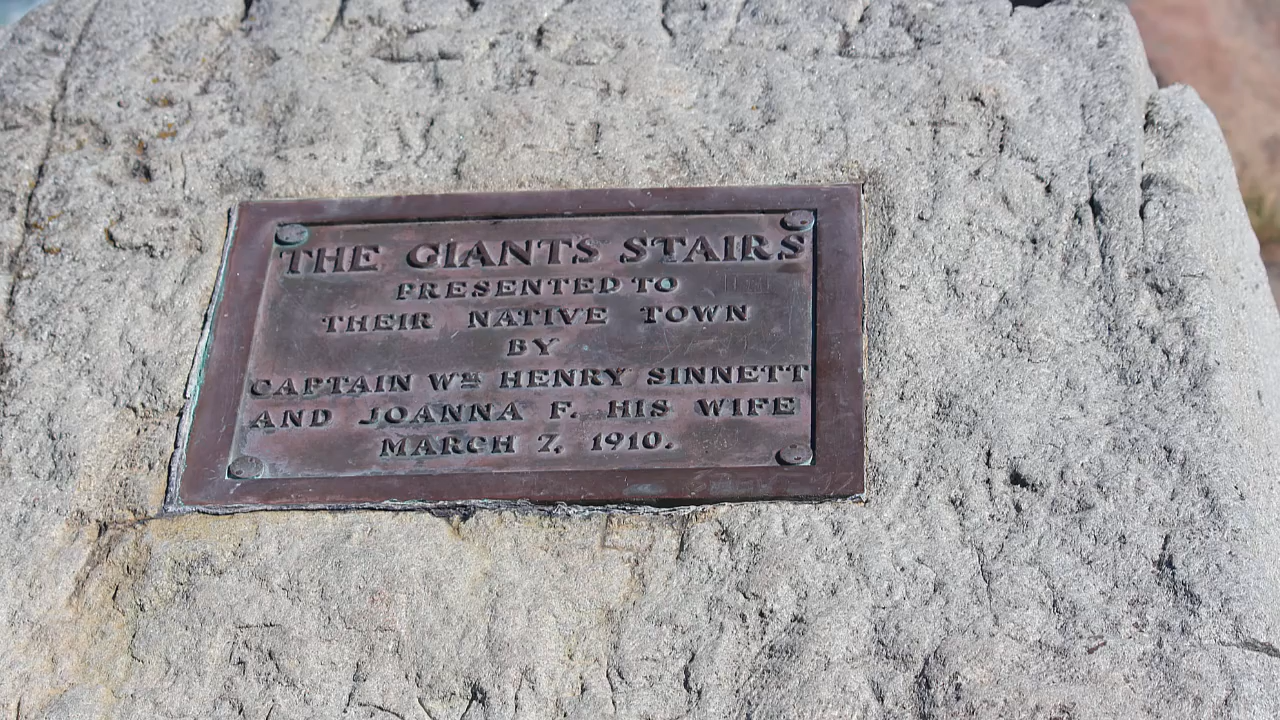 THE GIANTS STAIRS
PRESENTED TO
THEIR NATIVE TOWN
BY
CAPTAIN Wᴹ HENRY SINNETT
AND JOANNA F. HIS WIFE
MARCH 7, 1910.